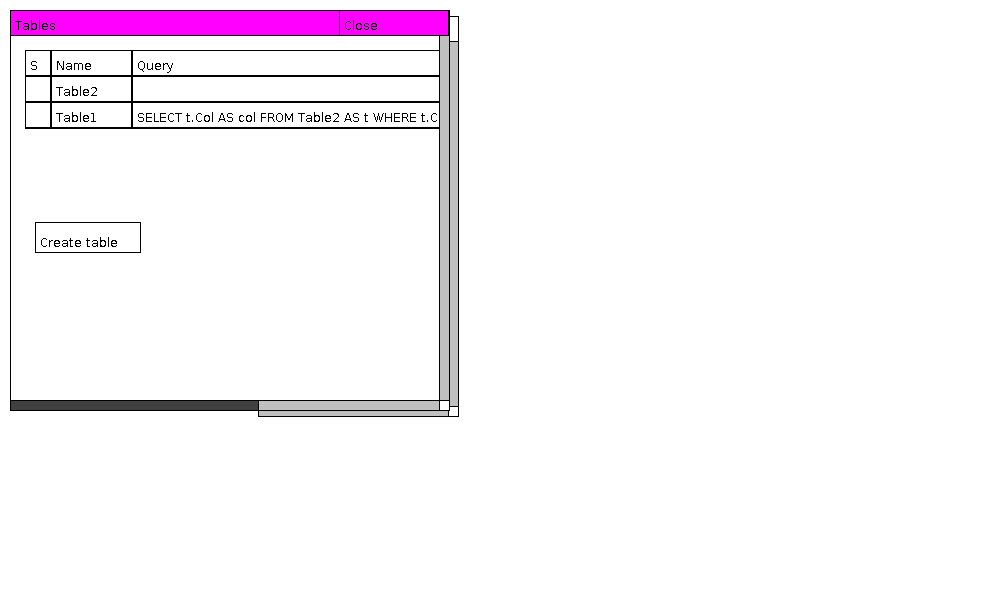 Tables Close
S Name Query
Table2
Table1 SELECT t.Col AS col FROM Table2 AS t WHERE t.C
Create table